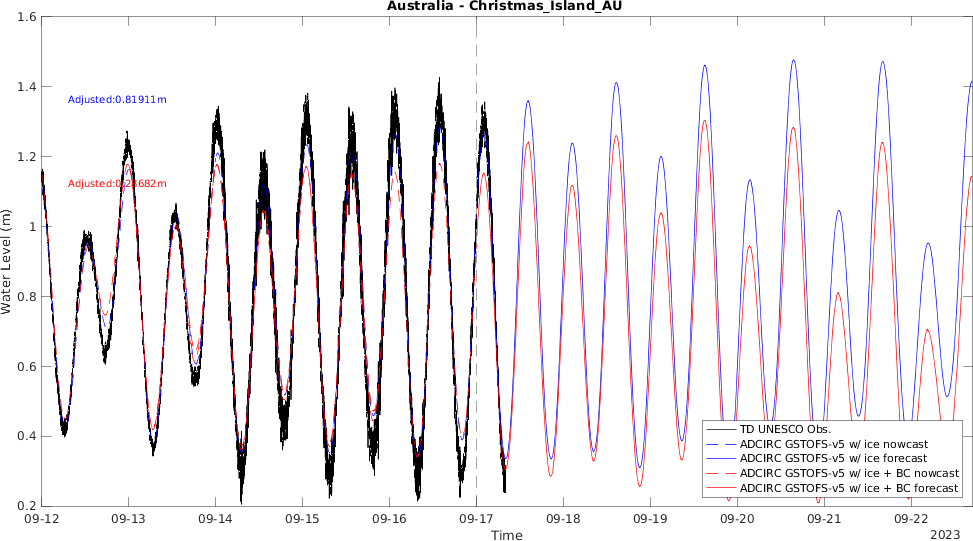 Australia - Christmas_Island_AU
1.6
1.4
1.2
1
0.8
0.6
0.4
0.2
Water Level (m)
Adjusted:0.81911m
Adjusted:0.23682m
TD UNESCO Obs.
ADCIRC GSTOFS-v5 w/ ice nowcast
ADCIRC GSTOFS-v5 w/ ice forecast
ADCIRC GSTOFS-v5 w/ ice + BC nowcast
ADCIRC GSTOFS-v5 w/ ice + BC forecast
09-12 09-13 09-14 09-15 09-16 09-17 09-18 09-19 09-20 09-21 09-22
Time
2023